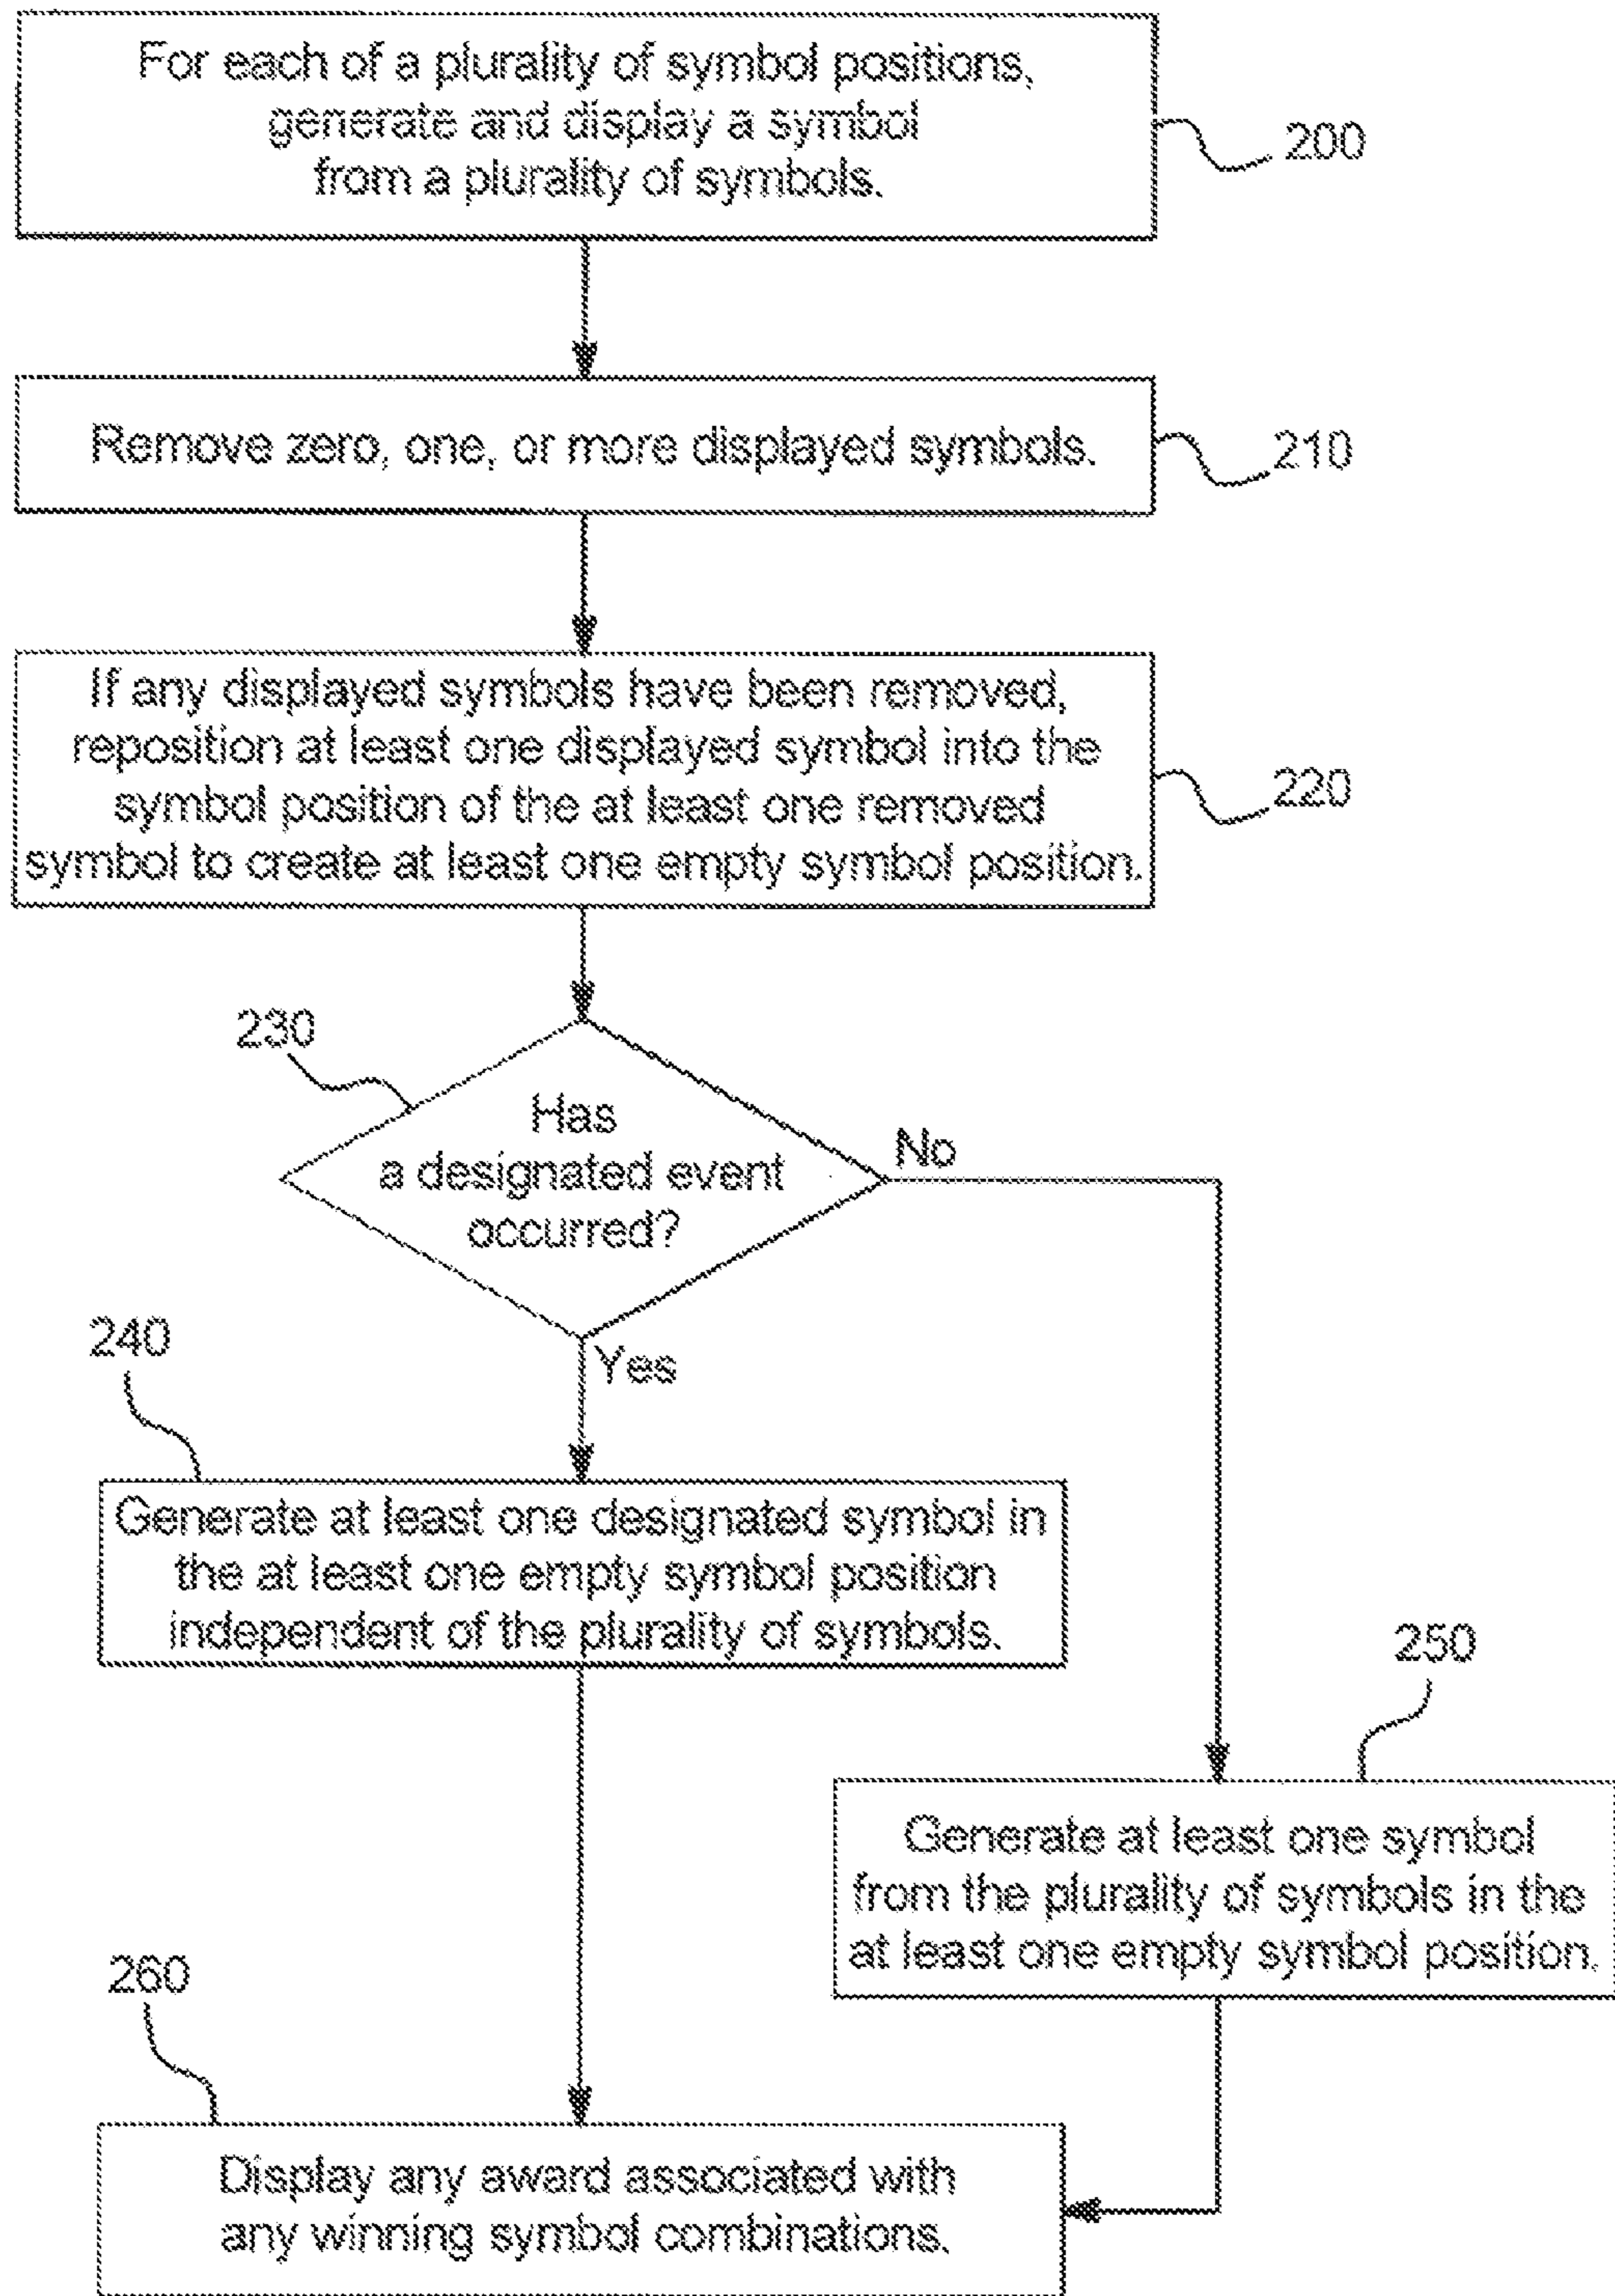 For each of a plurality of symbol positions,
generate and display a symbol
from a plurality of symbols.
200
Remove zero, one, or more displayed symbols.
210
If any displayed symbols have been removed,
reposition at least one displayed symbol into the
symbol position of the at least one removed
symbol to create at least one empty symbol position.
220
230
Has
a designated event
occurred?
No
Yes
240
Generate at least one designated symbol in
the at least one empty symbol position
independent of the plurality of symbols.
250
Generate at least one symbol
from the plurality of symbols in the
at least one empty symbol position.
260
Display any award associated with
any winning symbol combinations.